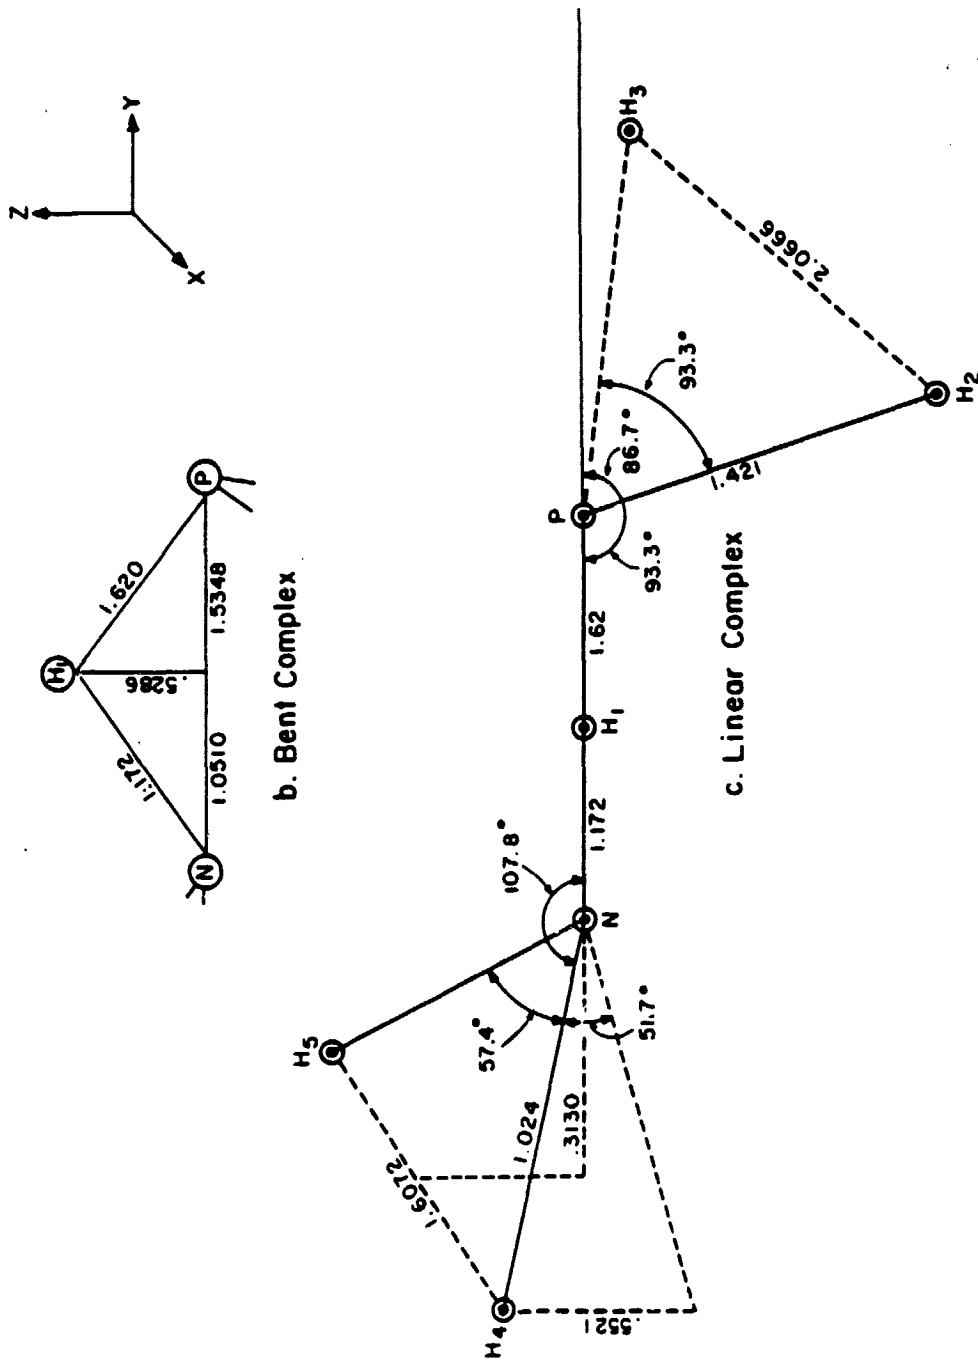 Z
Y
X
H1
1.620
1.172
.5286
N
1.0510
1.5348
P
b. Bent Complex
H5
H4
1.6072
57.4°
107.8°
1.024
.3130
51.7°
.5521
N
1.172
H1
1.62
P
93.3°
86.7°
93.3°
1.421
2.0666
H3
H2
c. Linear Complex